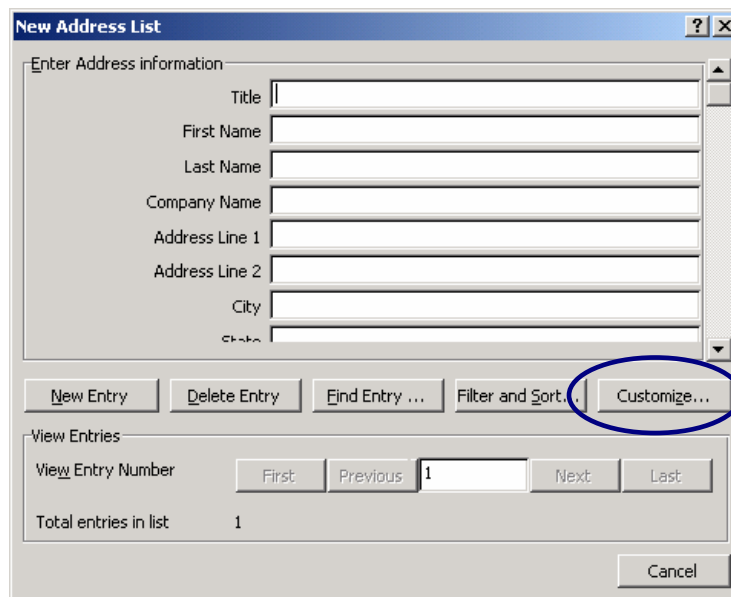 New Address List
Enter Address information
Title
First Name
Last Name
Company Name
Address Line 1
Address Line 2
City
State
New Entry Delete Entry Find Entry ... Filter and Sort... Customize...
View Entries
View Entry Number First Previous 1 Next Last
Total entries in list 1
Cancel